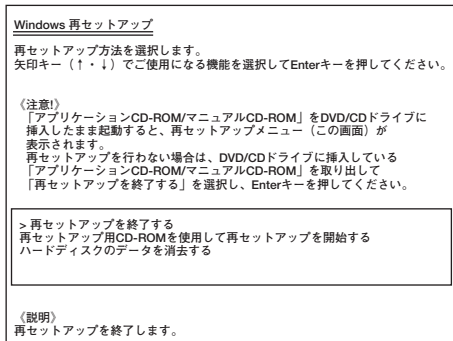 Windows 再セットアップ
再セットアップ方法を選択します。
矢印キー（↑・↓）でご使用になる機能を選択してEnterキーを押してください。
《注意!》
「アプリケーションCD-ROM/マニュアルCD-ROM」をDVD/CDドライブに
挿入したまま起動すると、再セットアップメニュー（この画面）が
表示されます。
再セットアップを行わない場合は、DVD/CDドライブに挿入している
「アプリケーションCD-ROM/マニュアルCD-ROM」を取り出して
「再セットアップを終了する」を選択し、Enterキーを押してください。
> 再セットアップを終了する
再セットアップ用CD-ROMを使用して再セットアップを開始する
ハードディスクのデータを消去する
《説明》
再セットアップを終了します。